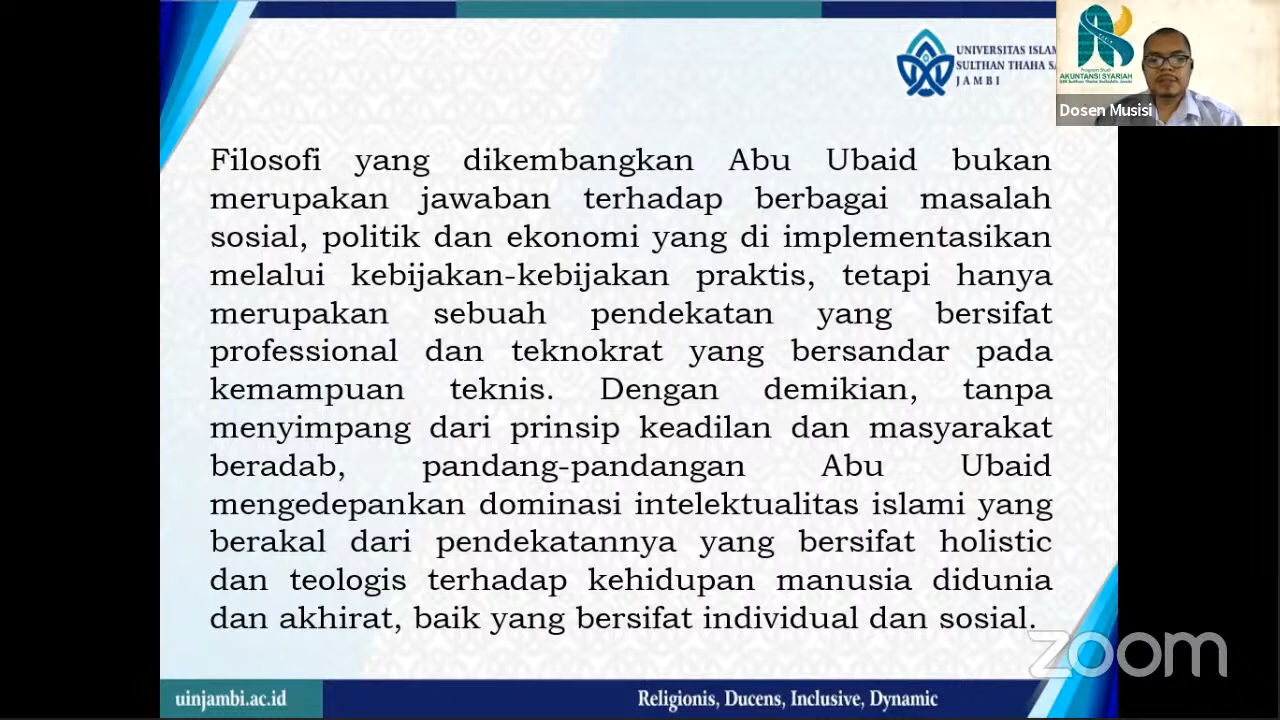 UNIVERSITAS ISLAM
SULTHAN THAHA
JAMBI
Program Studi
AKUNTANSI SYARIAH
Dosen Musisi
Filosofi yang dikembangkan Abu Ubaid bukan
merupakan jawaban terhadap berbagai masalah
sosial, politik dan ekonomi yang di implementasikan
melalui kebijakan-kebijakan praktis, tetapi hanya
merupakan sebuah pendekatan yang bersifat
professional dan teknokrat yang bersandar pada
kemampuan teknis. Dengan demikian, tanpa
menyimpang dari prinsip keadilan dan masyarakat
beradab, pandang-pandangan Abu Ubaid
mengedepankan dominasi intelektualitas islami yang
berakal dari pendekatannya yang bersifat holistic
dan teologis terhadap kehidupan manusia didunia
dan akhirat, baik yang bersifat individual dan sosial.
zoom
uinjambi.ac.id
Religionis, Ducens, Inclusive, Dynamic